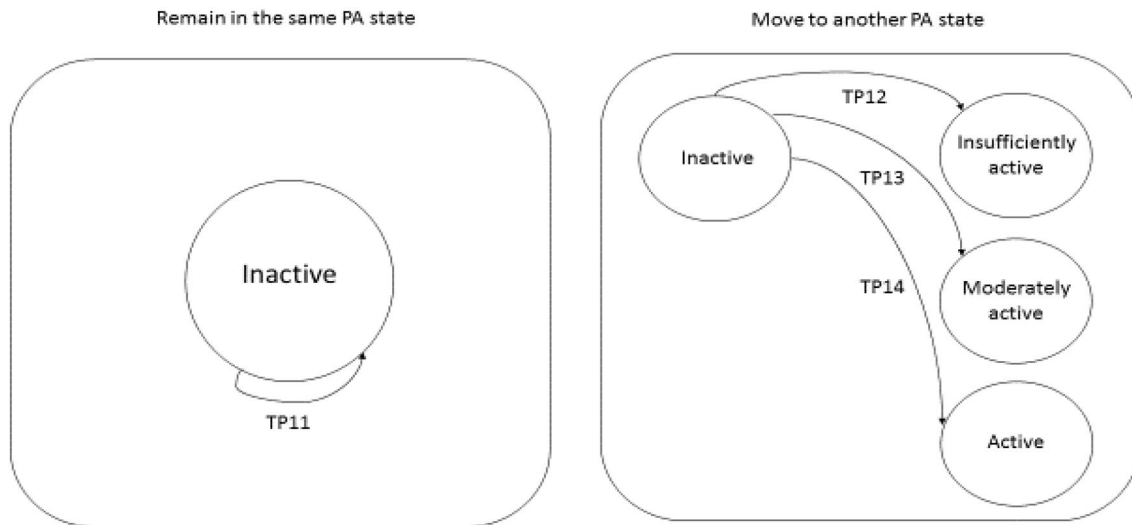 Remain in the same PA state
Inactive
TP11
Move to another PA state
TP12
Inactive
Insufficiently
active
TP13
TP14
Moderately
active
Active